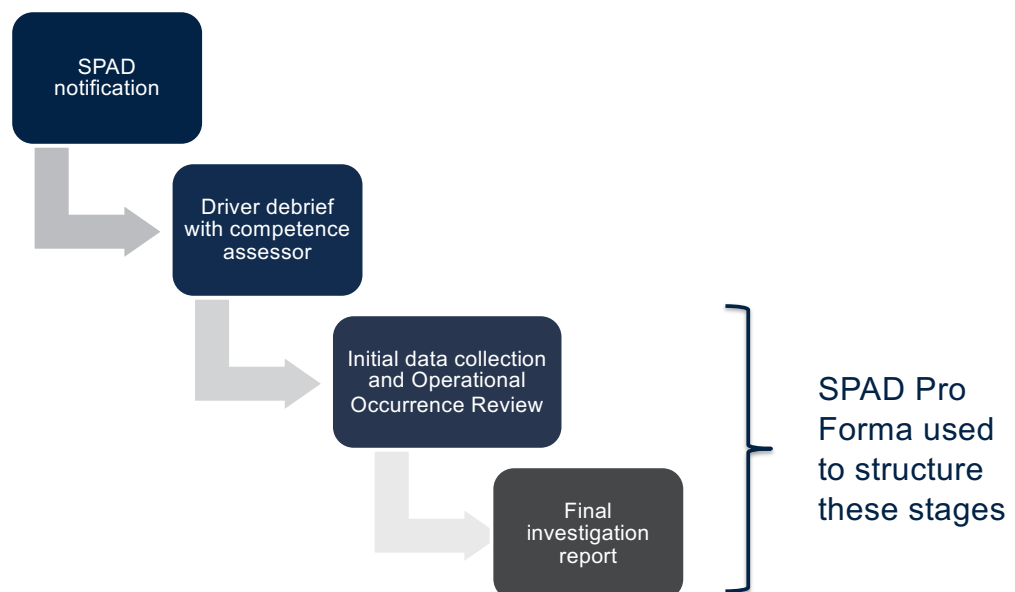 SPAD
notification
Driver debrief
with competence
assessor
Initial data collection
and Operational
Occurrence Review
Final
investigation
report
SPAD Pro
Forma used
to structure
these stages